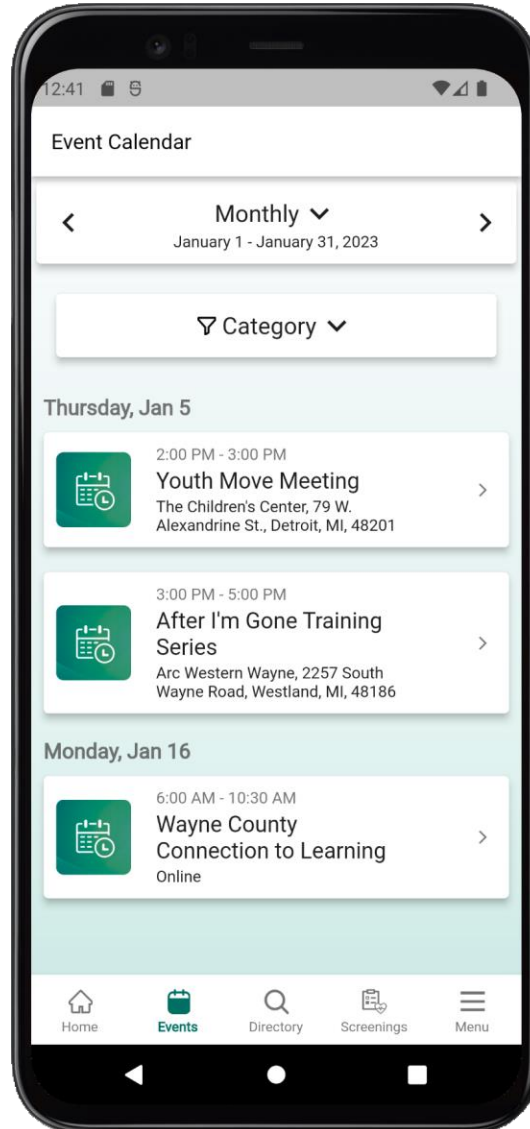 12:41
Event Calendar
Monthly
January 1 - January 31, 2023
Category
Thursday, Jan 5
2:00 PM - 3:00 PM
Youth Move Meeting
The Children's Center, 79 W.
Alexandrine St., Detroit, MI, 48201
3:00 PM - 5:00 PM
After I'm Gone Training
Series
Arc Western Wayne, 2257 South
Wayne Road, Westland, MI, 48186
Monday, Jan 16
6:00 AM - 10:30 AM
Wayne County
Connection to Learning
Online
Home Events Directory Screenings Menu